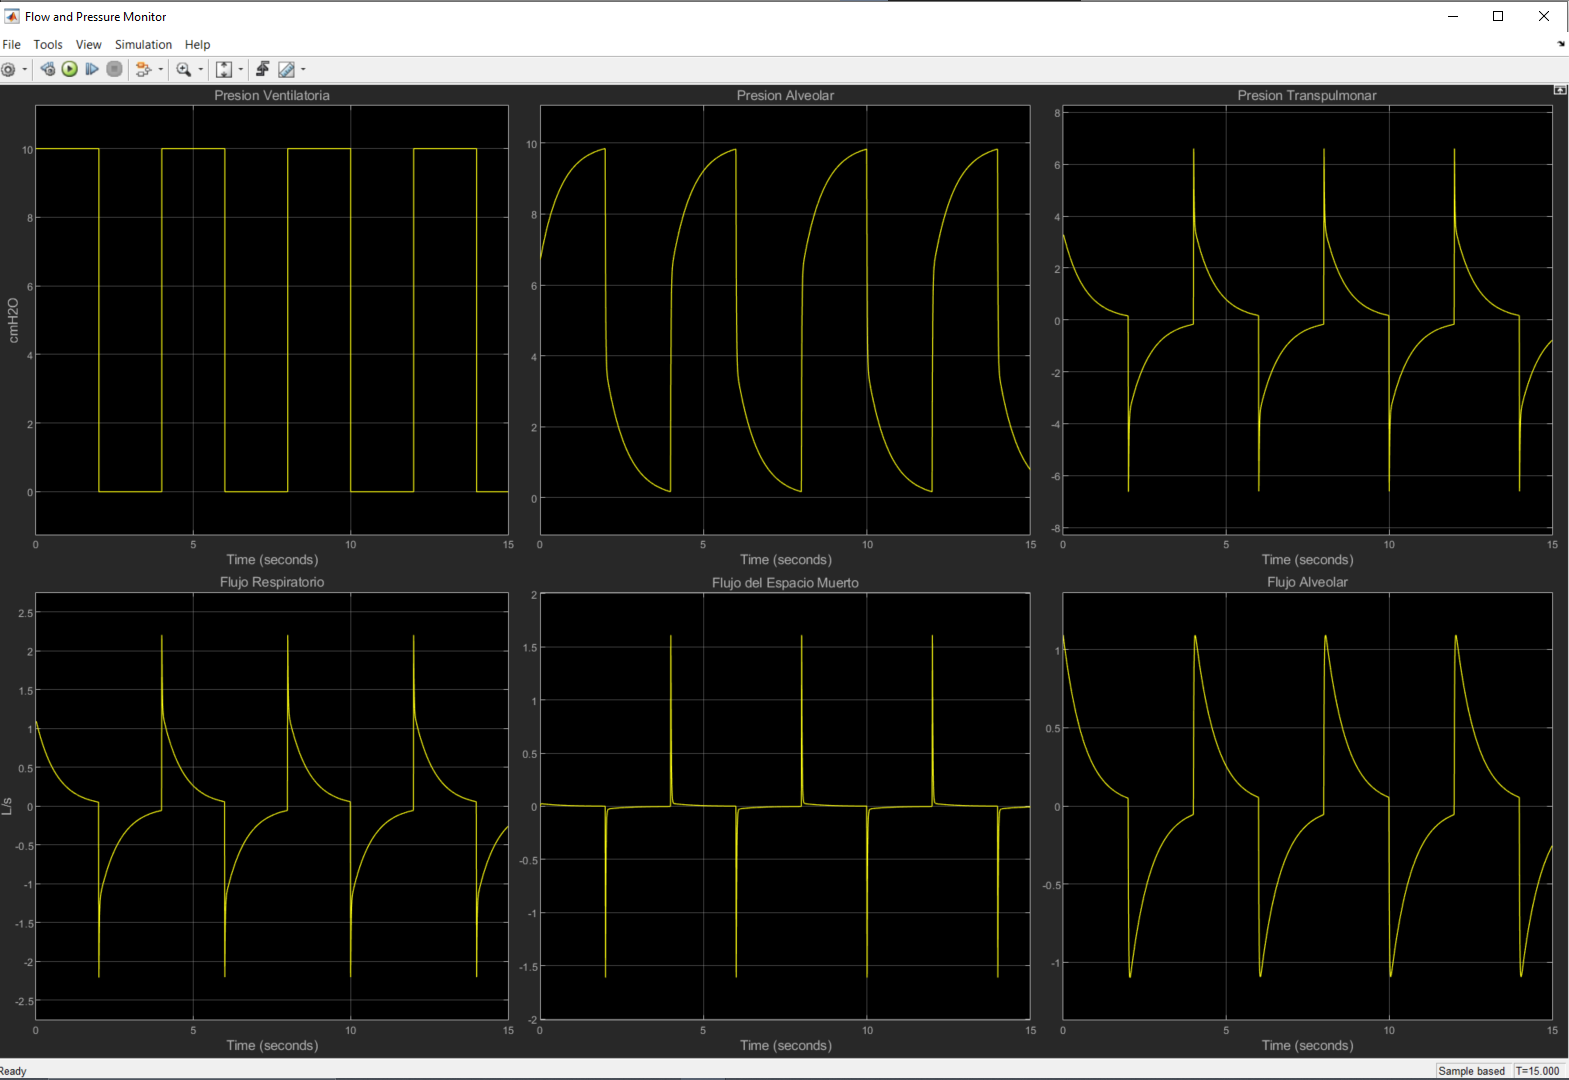 Flow and Pressure Monitor
File Tools View Simulation Help
Presion Ventilatoria
10
8
6
4
2
0
cmH2O
0 5 10 15
Time (seconds)
Presion Alveolar
10
8
6
4
2
0
0 5 10 15
Time (seconds)
Presion Transpulmonar
8
6
4
2
0
-2
-4
-6
-8
0 5 10 15
Time (seconds)
Flujo Respiratorio
2.5
2
1.5
1
0.5
0
-0.5
-1
-1.5
-2
-2.5
L/s
0 5 10 15
Time (seconds)
Flujo del Espacio Muerto
2
1.5
1
0.5
0
-0.5
-1
-1.5
-2
0 5 10 15
Time (seconds)
Flujo Alveolar
1
0.5
0
-0.5
-1
0 5 10 15
Time (seconds)
Ready
Sample based T=15.000